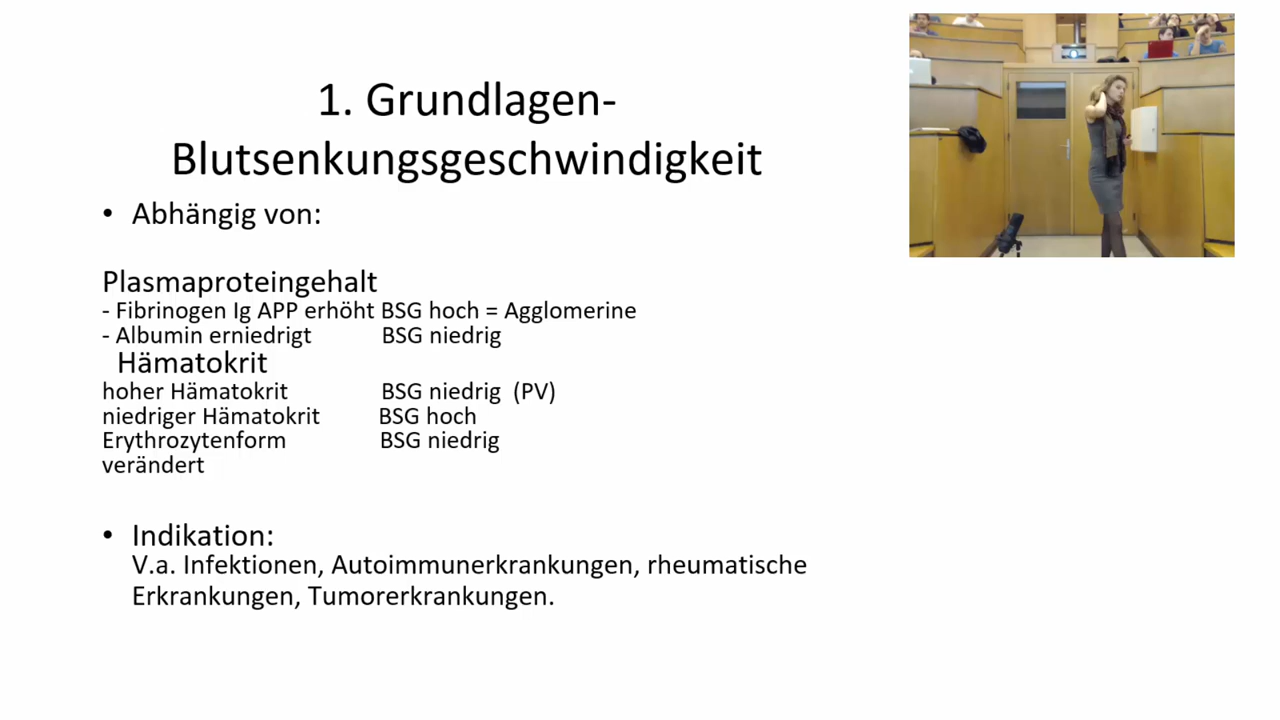 1. Grundlagen-
Blutsenkungsgeschwindigkeit
• Abhängig von:
Plasmaproteingehalt
- Fibrinogen Ig APP erhöht BSG hoch = Agglomerine
- Albumin erniedrigt BSG niedrig
Hämatokrit
hoher Hämatokrit BSG niedrig (PV)
niedriger Hämatokrit BSG hoch
Erythrozytenform BSG niedrig
verändert
• Indikation:
V.a. Infektionen, Autoimmunerkrankungen, rheumatische
Erkrankungen, Tumorerkrankungen.